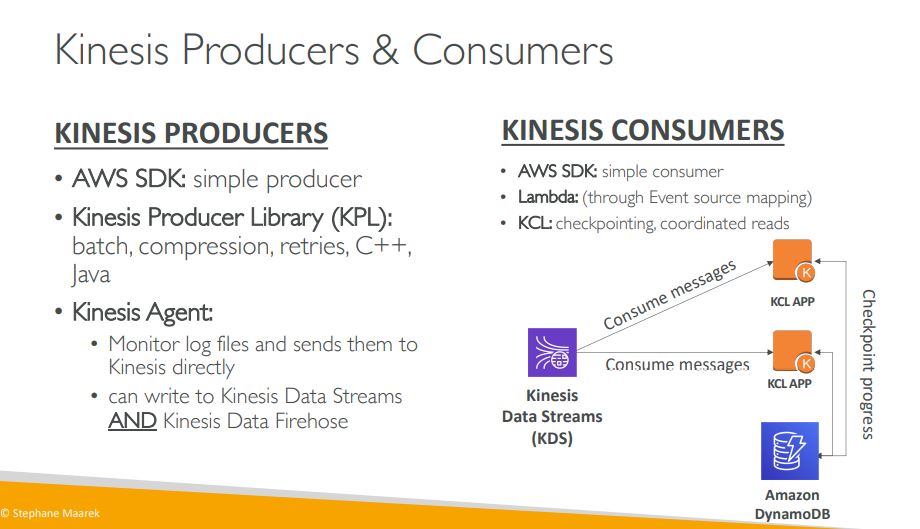 Kinesis Producers & Consumers
KINESIS PRODUCERS
• AWS SDK: simple producer
• Kinesis Producer Library (KPL):
batch, compression, retries, C++,
Java
• Kinesis Agent:
• Monitor log files and sends them to
Kinesis directly
• can write to Kinesis Data Streams
AND Kinesis Data Firehose
KINESIS CONSUMERS
• AWS SDK: simple consumer
• Lambda: (through Event source mapping)
• KCL: checkpointing, coordinated reads
Consume messages
K
KCL APP
Consume messages
K
KCL APP
Checkpoint progress
Kinesis
Data Streams
(KDS)
Amazon
DynamoDB
© Stephane Maarek